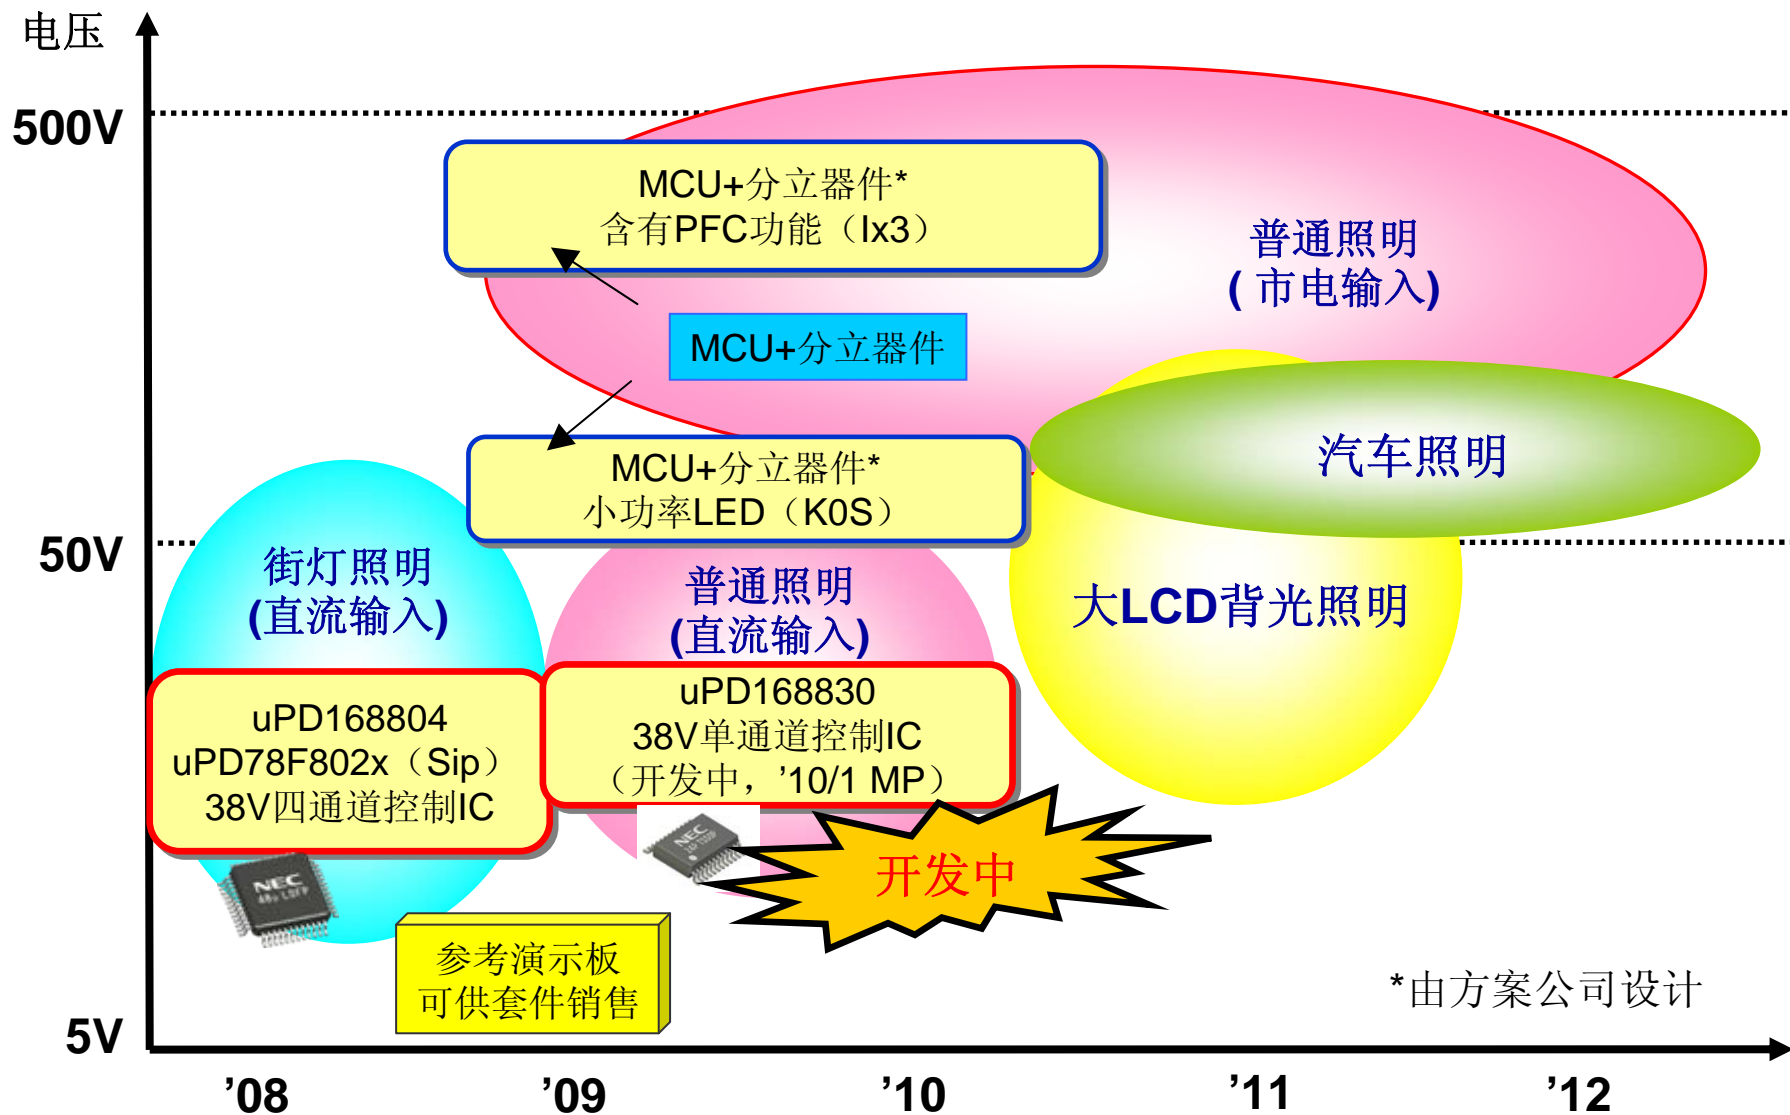 电压
500V
MCU+分立器件*
含有PFC功能（Ix3）
普通照明
( 市电输入)
MCU+分立器件
MCU+分立器件*
小功率LED（K0S）
汽车照明
50V
街灯照明
(直流输入)
普通照明
(直流输入)
大LCD背光照明
uPD168804
uPD78F802x（Sip）
38V四通道控制IC
uPD168830
38V单通道控制IC
（开发中，’10/1 MP）
NEC
开发中
NEC
48p LQFP
参考演示板
可供套件销售
*由方案公司设计
5V
’08
’09
’10
’11
’12